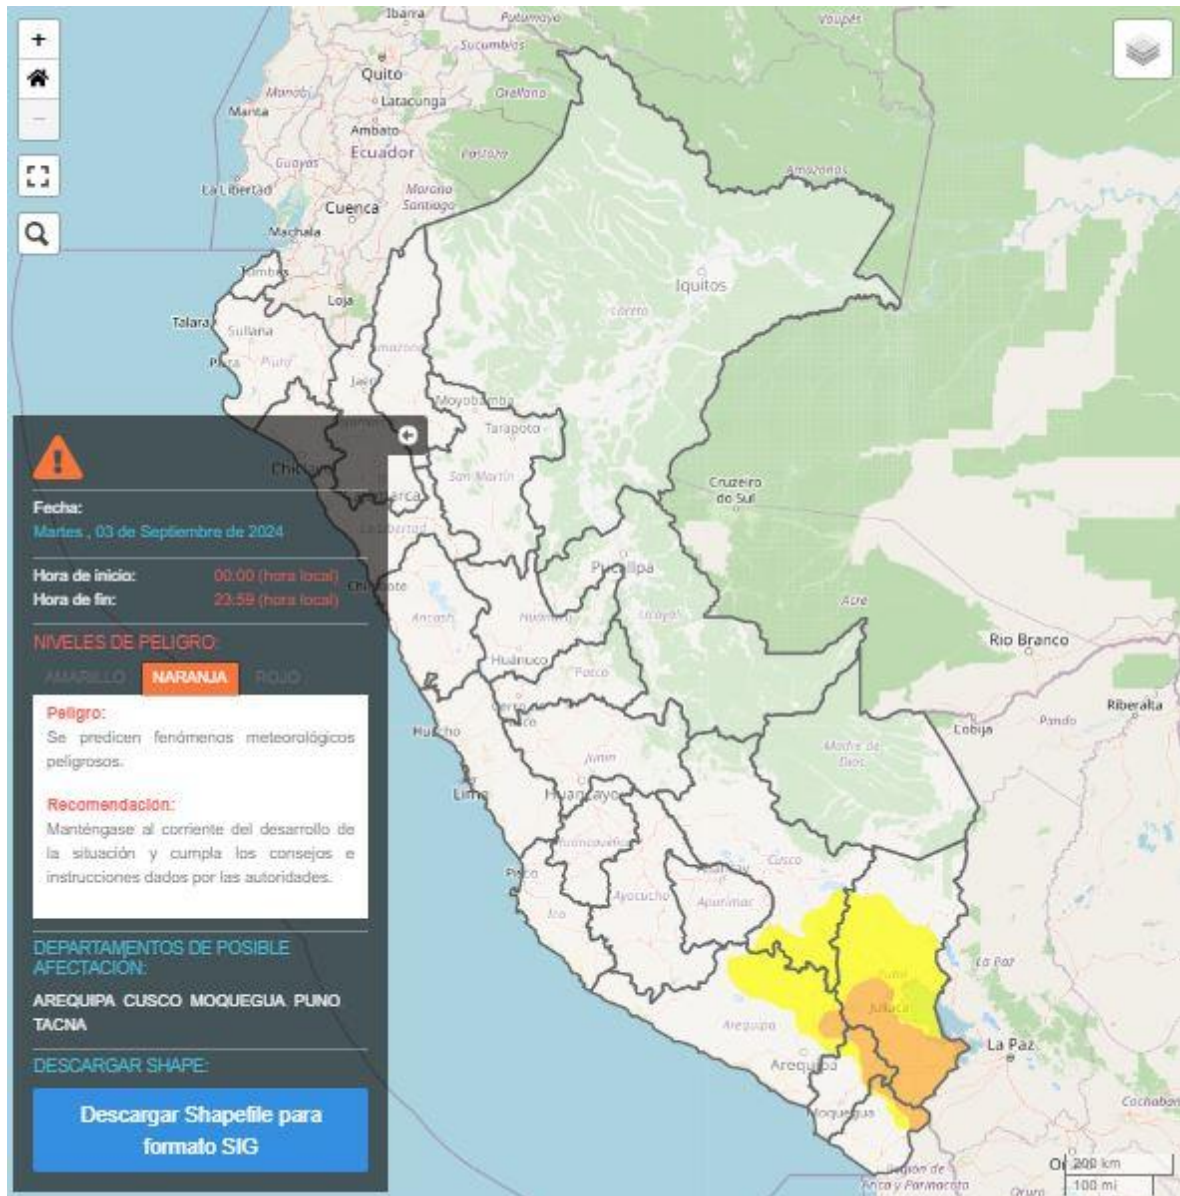 Ibarra
Putumayo
Vaupés
+
Sucumbíos
Quito
Orellana
Manabí
Latacunga
Manta
Ambato
Ecuador
Pastaza
Guayas
Amazonas
La Libertad
Morona
Santiago
Cuenca
Machala
Tumbes
Iquitos
Loja
Loreto
Talara
Sullana
Piura
Piura
Amazonas
Jaén
Moyobamba
Tarapoto
San Martín
Cruzeiro
do Sul
La Libertad
Pucallpa
Acre
Ancash
Ucayali
Rio Branco
Huánuco
Huánuco
Pasco
Riberalta
Pando
Cobija
Huacho
Madre de
Dios
Junín
Lima
Huancayo
Huancavelica
Cusco
Pisco
Ayacucho
Apurímac
Ica
La Paz
Puno
Juliaca
Arequipa
La Paz
Arequipa
Moquegua
Cochaban
Región de
Arica y Parinacota
Oruro
200 km
100 mi
Fecha:
Martes , 03 de Septiembre de 2024
Hora de inicio: 00:00 (hora local)
Hora de fin: 23:59 (hora local)
NIVELES DE PELIGRO:
AMARILLO NARANJA ROJO
Peligro:
Se predicen fenómenos meteorológicos
peligrosos.
Recomendación:
Manténgase al corriente del desarrollo de
la situación y cumpla los consejos e
instrucciones dados por las autoridades.
DEPARTAMENTOS DE POSIBLE
AFECTACIÓN:
AREQUIPA CUSCO MOQUEGUA PUNO
TACNA
DESCARGAR SHAPE:
Descargar Shapefile para
formato SIG